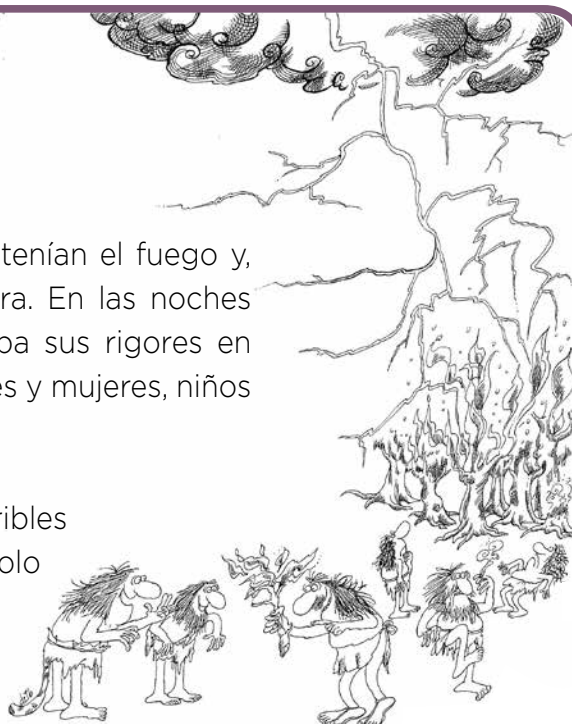 tenían el fuego y,
ra. En las noches
ba sus rigores en
es y mujeres, niños
ribles
olo